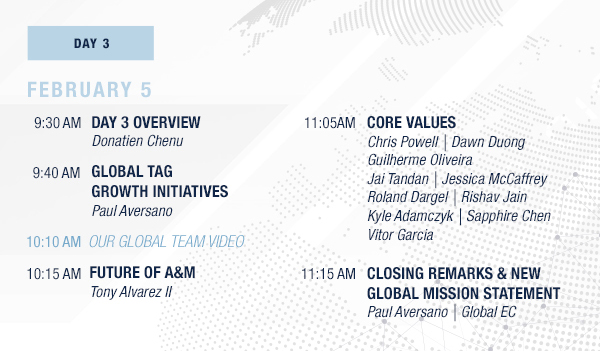 DAY 3
FEBRUARY 5
9:30 AM DAY 3 OVERVIEW
Donatien Chenu
9:40 AM GLOBAL TAG
GROWTH INITIATIVES
Paul Aversano
10:10 AM OUR GLOBAL TEAM VIDEO
10:15 AM FUTURE OF A&M
Tony Alvarez II
11:05AM CORE VALUES
Chris Powell | Dawn Duong
Guilherme Oliveira
Jai Tandan | Jessica McCaffrey
Roland Dargel | Rishav Jain
Kyle Adamczyk | Sapphire Chen
Vitor Garcia
11:15 AM CLOSING REMARKS & NEW
GLOBAL MISSION STATEMENT
Paul Aversano | Global EC